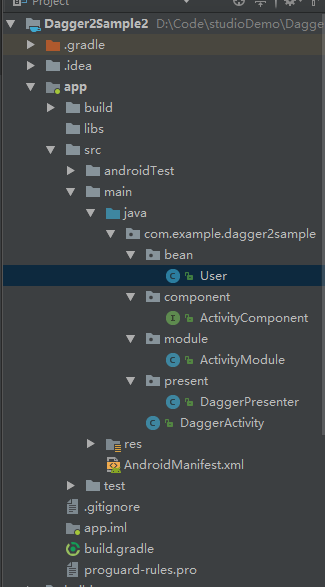 Project
Dagger2Sample2 D:\Code\studioDemo\Dagge
.gradle
.idea
app
build
libs
src
androidTest
main
java
com.example.dagger2sample
bean
User
component
ActivityComponent
module
ActivityModule
present
DaggerPresenter
DaggerActivity
res
AndroidManifest.xml
test
.gitignore
app.iml
build.gradle
proguard-rules.pro